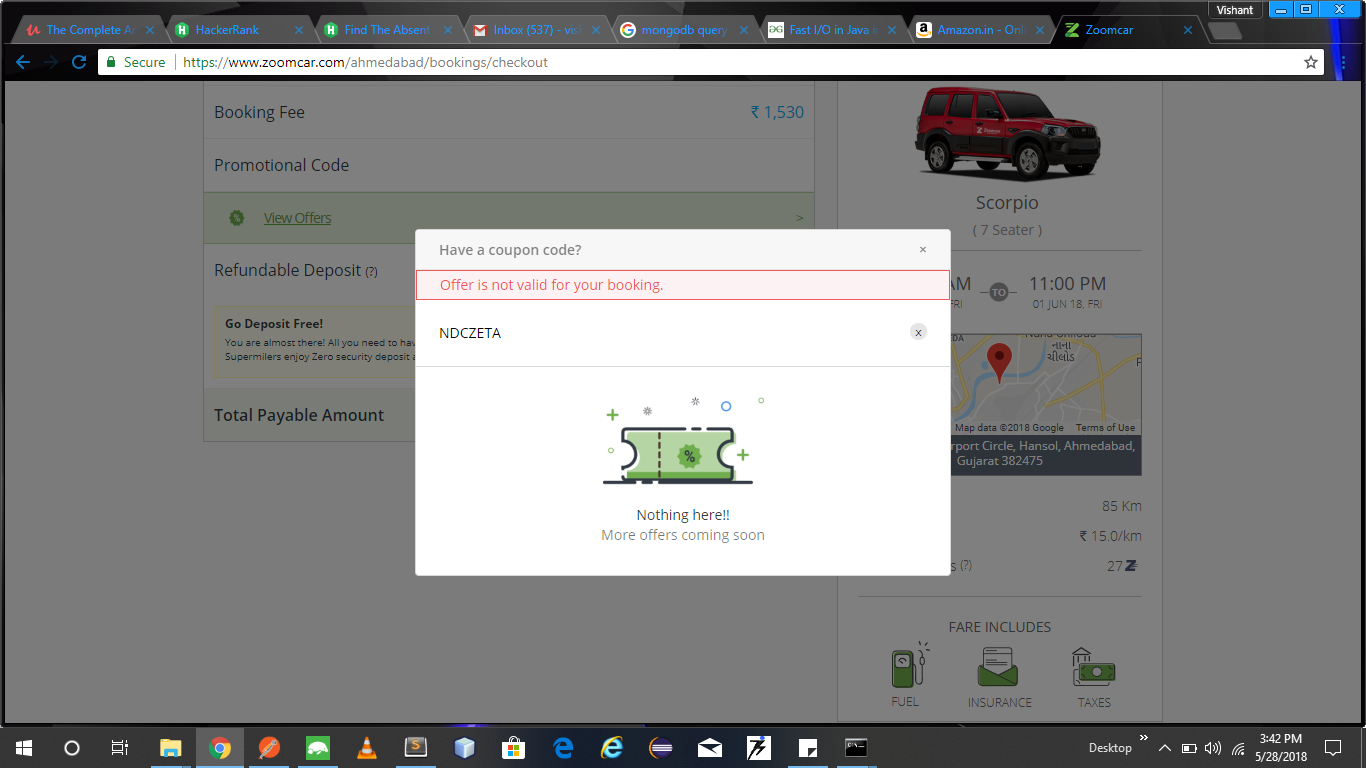 Vishant
The Complete Ar
HackerRank
Find The Absent
Inbox (537) - vis
mongodb query
Fast I/O in Java i
Amazon.in - Onli
Zoomcar
Secure
https://www.zoomcar.com/ahmedabad/bookings/checkout
Booking Fee
₹ 1,530
Promotional Code
View Offers
>
Refundable Deposit (?)
Go Deposit Free!
You are almost there! All you need to hav
Supermilers enjoy Zero security deposit a
Total Payable Amount
Have a coupon code?
×
Offer is not valid for your booking.
NDCZETA
x
%
Nothing here!!
More offers coming soon
Zoomcar
Scorpio
( 7 Seater )
AM
TO
11:00 PM
FRI
01 JUN 18, FRI
નાના
ચીલોડ
Map data ©2018 Google
Terms of Use
rport Circle, Hansol, Ahmedabad,
Gujarat 382475
85 Km
₹ 15.0/km
s (?)
27 Z
FARE INCLUDES
FUEL
INSURANCE
TAXES
Desktop
3:42 PM
5/28/2018